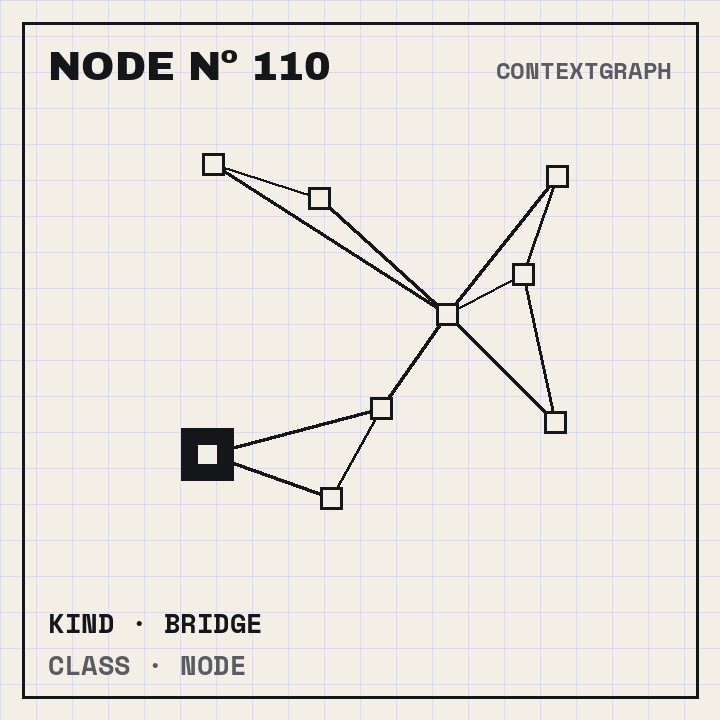 NODE Nº 110
CONTEXTGRAPH
KIND · BRIDGE
CLASS · NODE